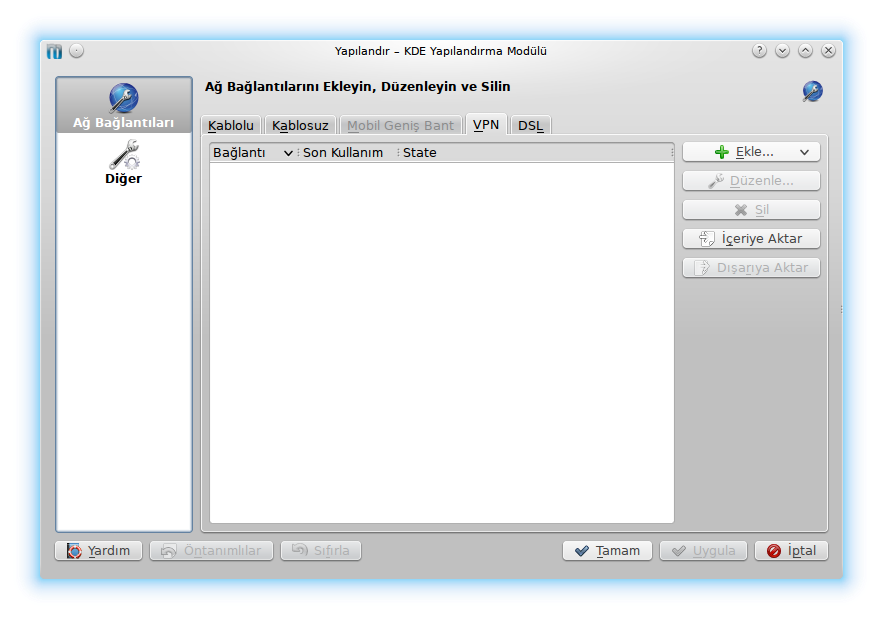 Yapılandır – KDE Yapılandırma Modülü
Ağ Bağlantıları
Diğer
Ağ Bağlantılarını Ekleyin, Düzenleyin ve Silin
Kablolu Kablosuz Mobil Geniş Bant VPN DSL
Bağlantı Son Kullanım State
Ekle...
Düzenle...
Sil
İçeriye Aktar
Dışarıya Aktar
Yardım Öntanımlılar Sıfırla Tamam Uygula İptal